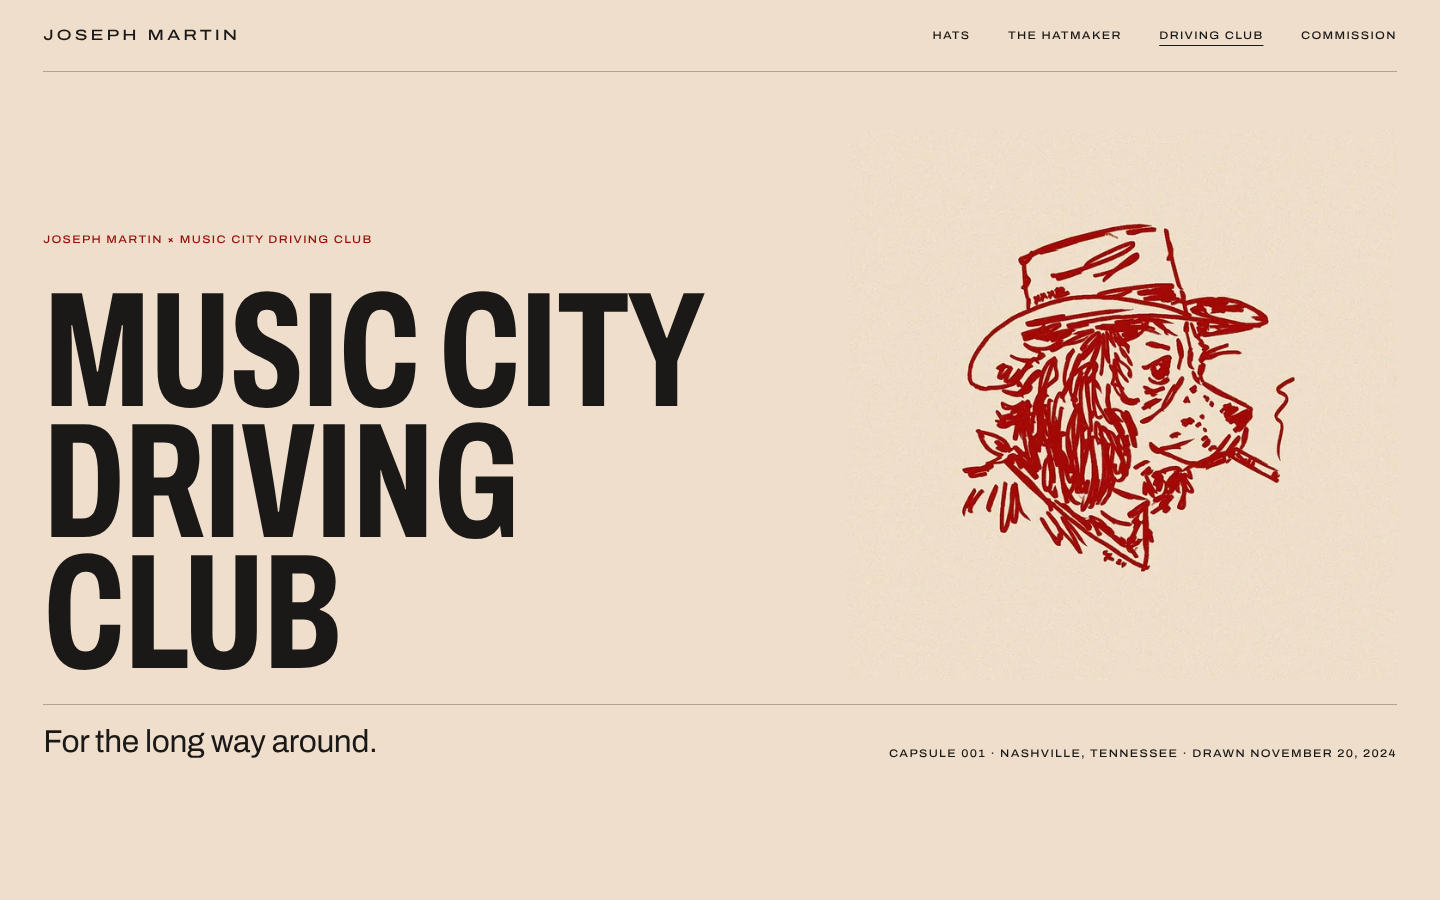 JOSEPH MARTIN
HATS
THE HATMAKER
DRIVING CLUB
COMMISSION
JOSEPH MARTIN × MUSIC CITY DRIVING CLUB
MUSIC CITY
DRIVING
CLUB
For the long way around.
CAPSULE 001 · NASHVILLE, TENNESSEE · DRAWN NOVEMBER 20, 2024